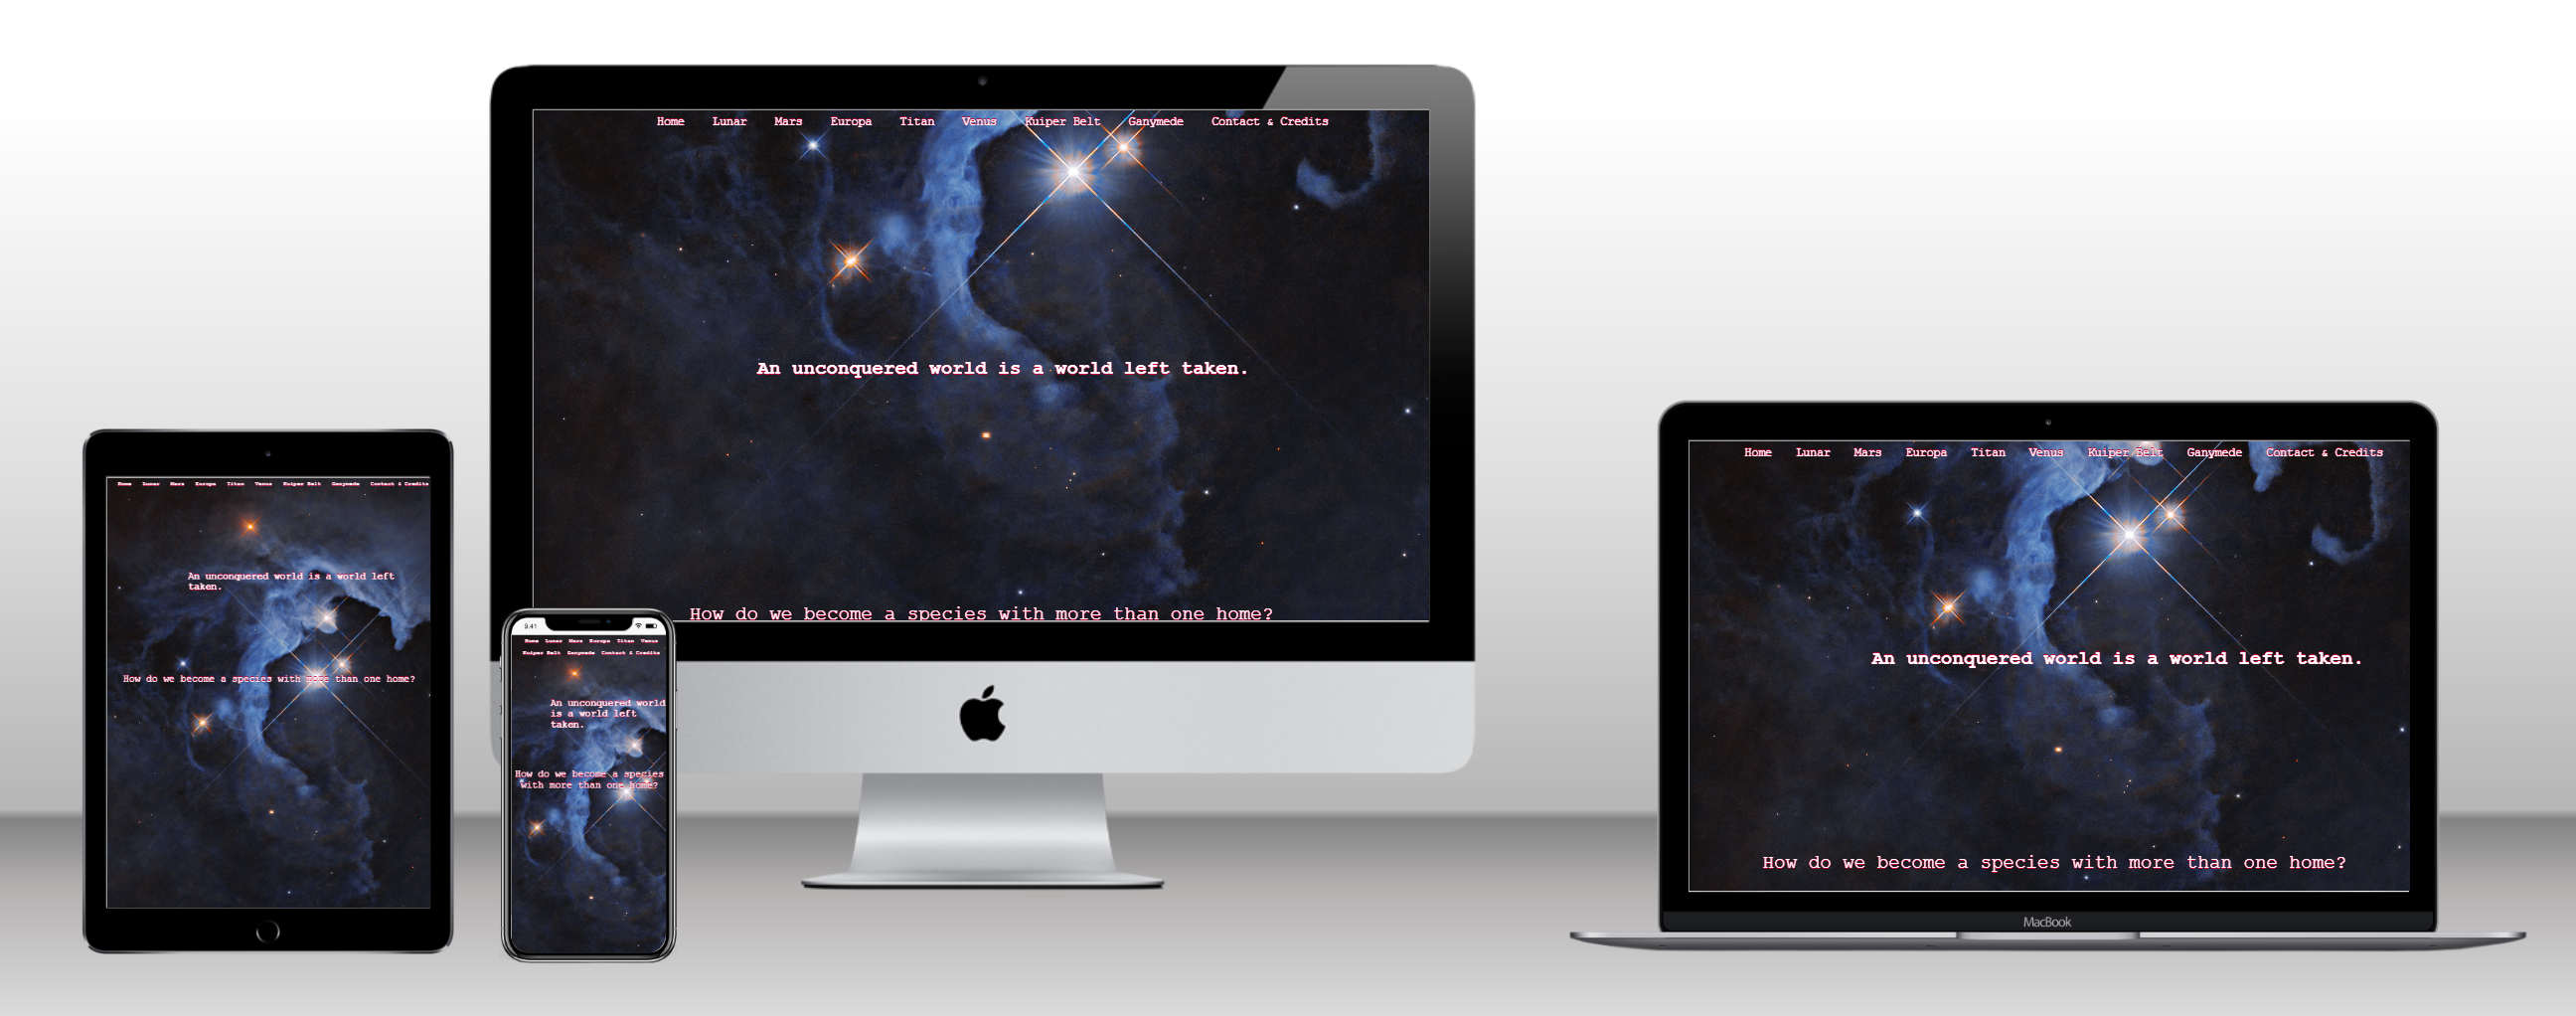 Home Lunar Mars Europa Titan Venus Kuiper Belt Ganymede Contact & Credits
An unconquered world is a world left taken.
How do we become a species with more than one home?
Home Lunar Mars Europa Titan Venus Kuiper Belt Ganymede Contact & Credits
An unconquered world is a world left
taken.
How do we become a species with more than one home?
9:41
Home Lunar Mars Europa Titan Venus
Kuiper Belt Ganymede Contact & Credits
An unconquered world
is a world left
taken.
How do we become a species
with more than one home?
Home Lunar Mars Europa Titan Venus Kuiper Belt Ganymede Contact & Credits
An unconquered world is a world left taken.
How do we become a species with more than one home?
MacBook